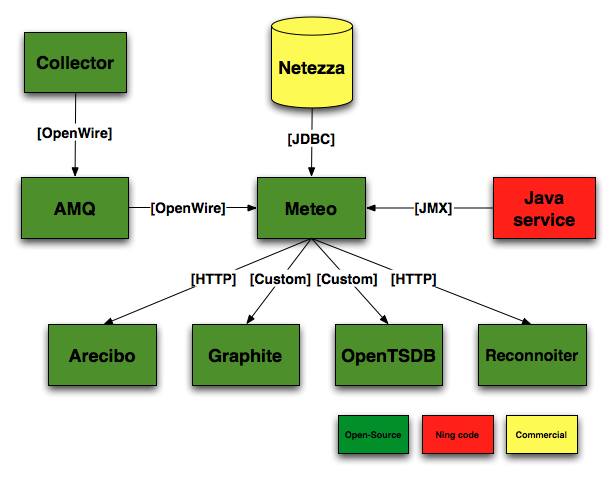 Collector
Netezza
[OpenWire]
[JDBC]
AMQ
[OpenWire]
Meteo
[JMX]
Java
service
[HTTP]
[Custom]
[Custom]
[HTTP]
Arecibo
Graphite
OpenTSDB
Reconnoiter
Open-Source
Ning code
Commercial